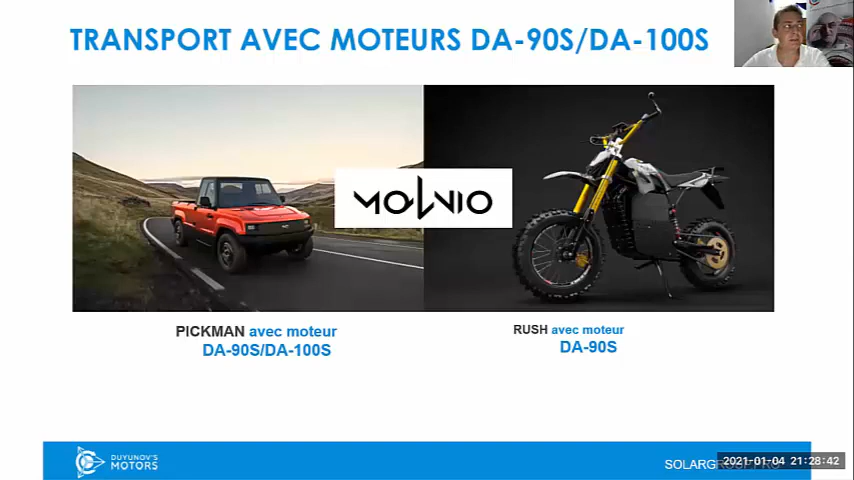 TRANSPORT AVEC MOTEURS DA-90S/DA-100S
MOLNIO
PICKMAN avec moteur
DA-90S/DA-100S
RUSH avec moteur
DA-90S
DUYUNOV'S
MOTORS
SOLARG
2021-01-04 21:28:42